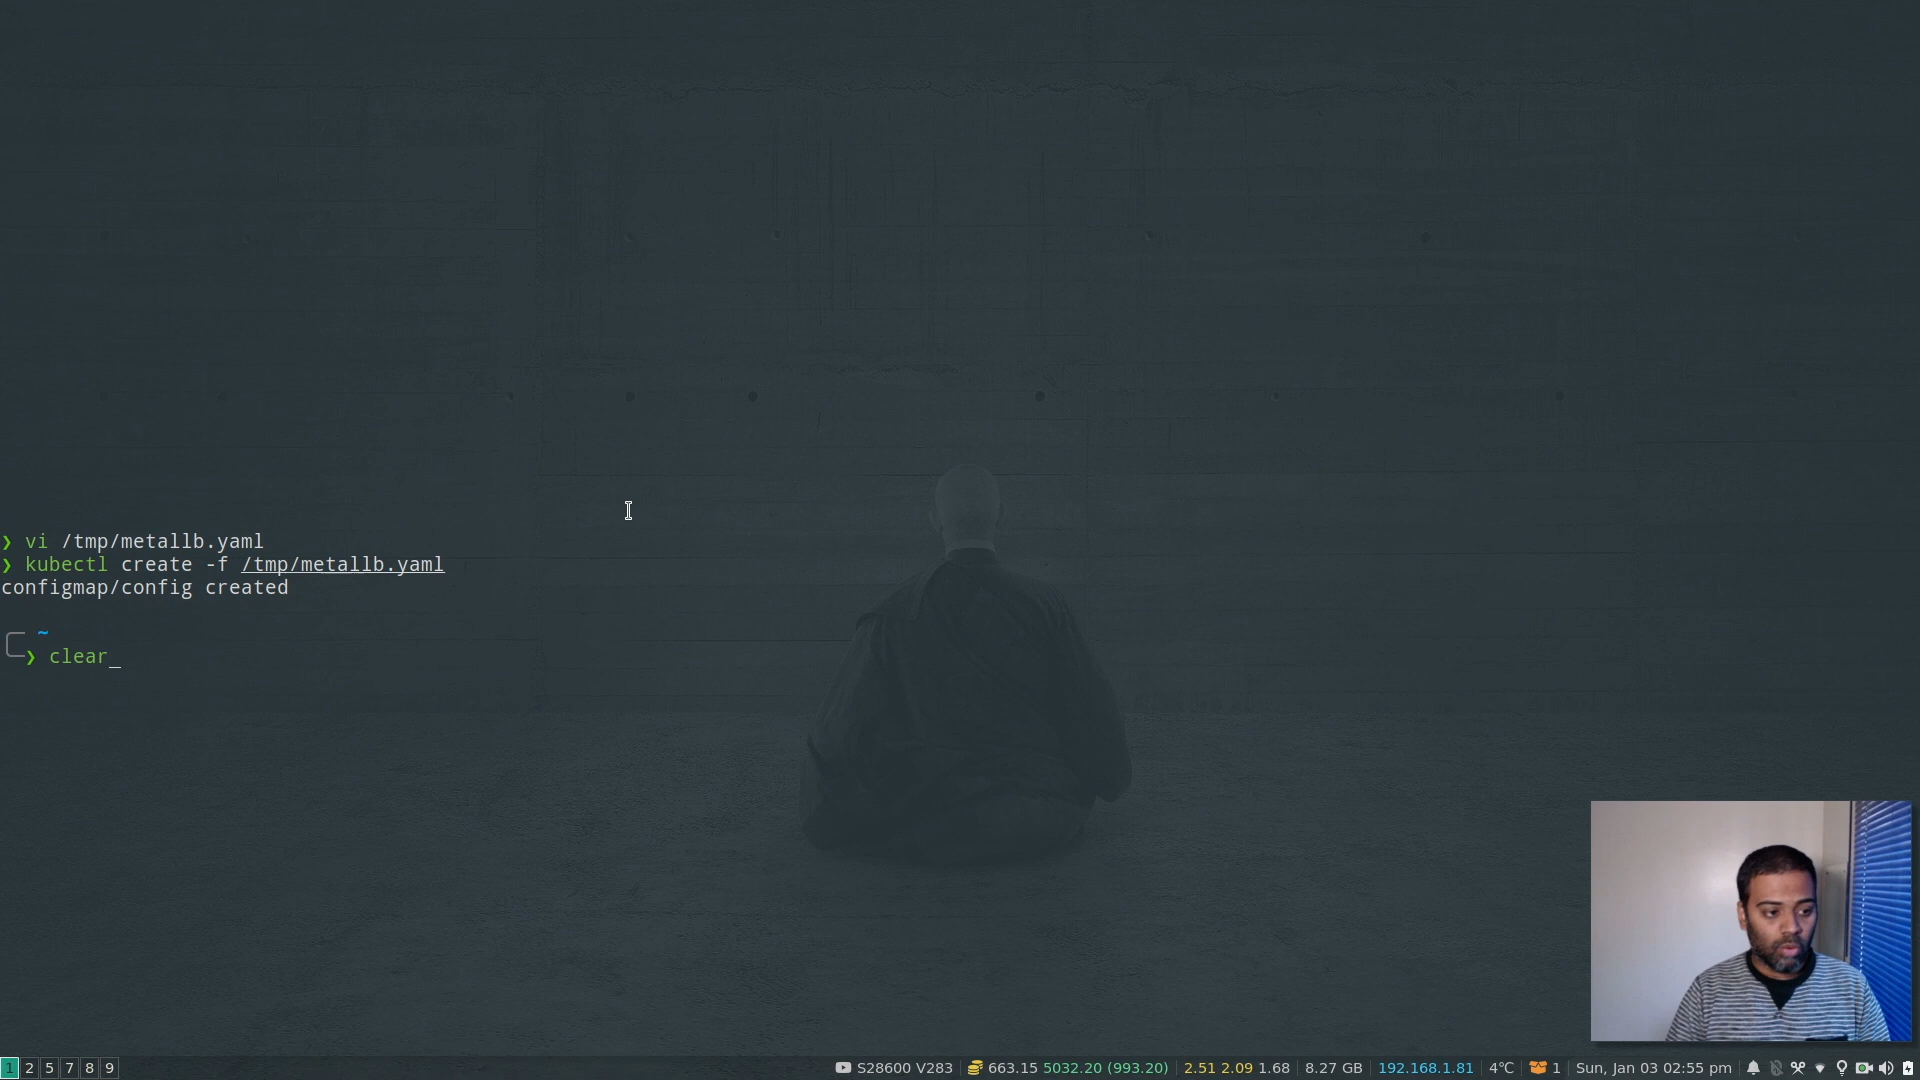 ❯ vi /tmp/metallb.yaml
❯ kubectl create -f /tmp/metallb.yaml
configmap/config created
~
❯ clear_
1 2 5 7 8 9
S28600 V283 663.15 5032.20 (993.20) 2.51 2.09 1.68 8.27 GB 192.168.1.81 4°C 1 Sun, Jan 03 02:55 pm